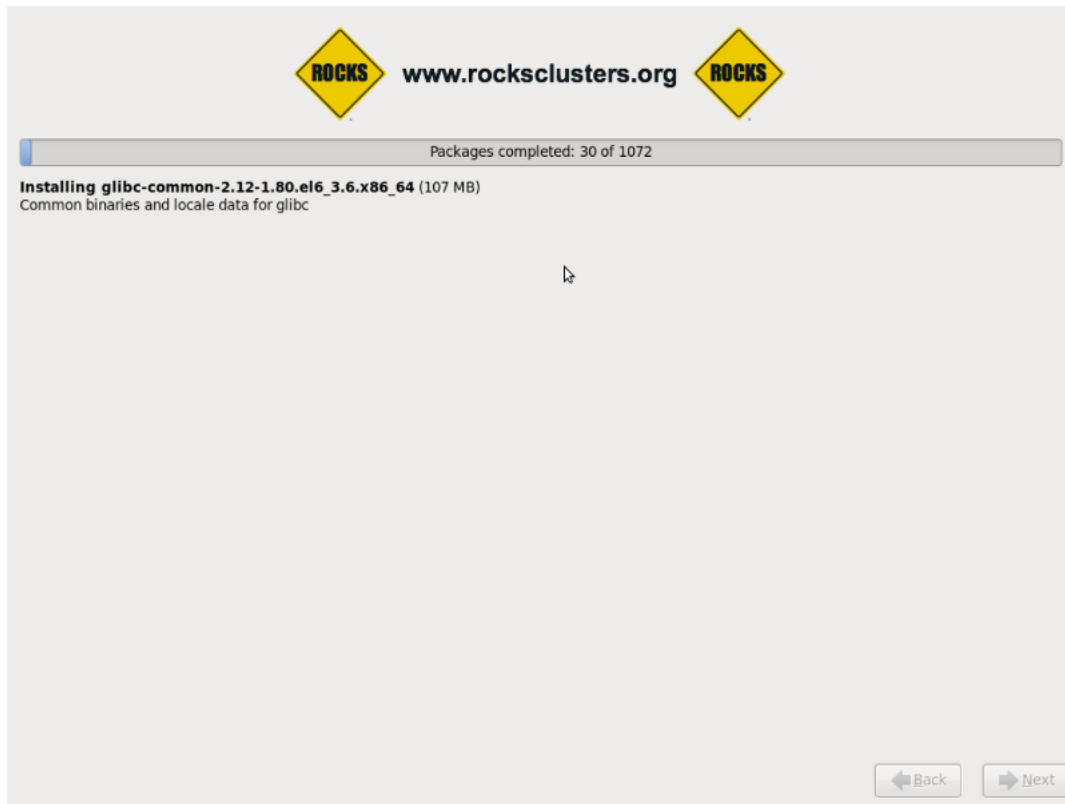 ROCKS www.rocksclusters.org ROCKS
Packages completed: 30 of 1072
Installing glibc-common-2.12-1.80.el6_3.6.x86_64 (107 MB)
Common binaries and locale data for glibc
Back Next